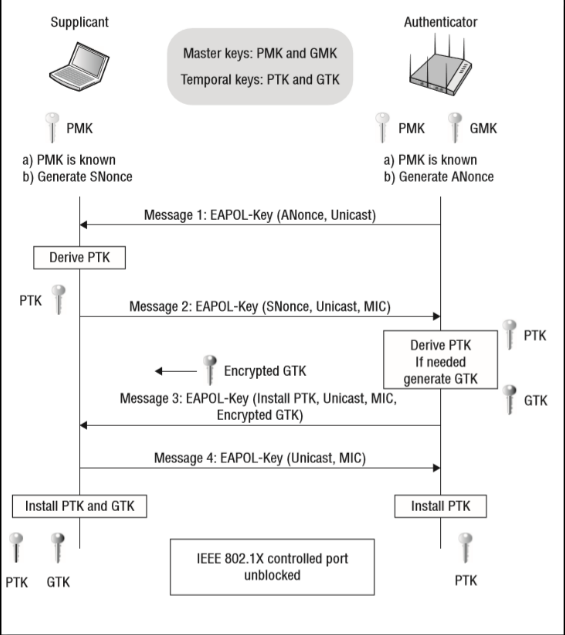 Supplicant
Authenticator
Master keys: PMK and GMK
Temporal keys: PTK and GTK
PMK
PMK
GMK
a) PMK is known
b) Generate SNonce
a) PMK is known
b) Generate ANonce
Message 1: EAPOL-Key (ANonce, Unicast)
Derive PTK
PTK
Message 2: EAPOL-Key (SNonce, Unicast, MIC)
Derive PTK
If needed
generate GTK
PTK
GTK
Encrypted GTK
Message 3: EAPOL-Key (Install PTK, Unicast, MIC,
Encrypted GTK)
Message 4: EAPOL-Key (Unicast, MIC)
Install PTK and GTK
Install PTK
PTK
GTK
IEEE 802.1X controlled port
unblocked
PTK